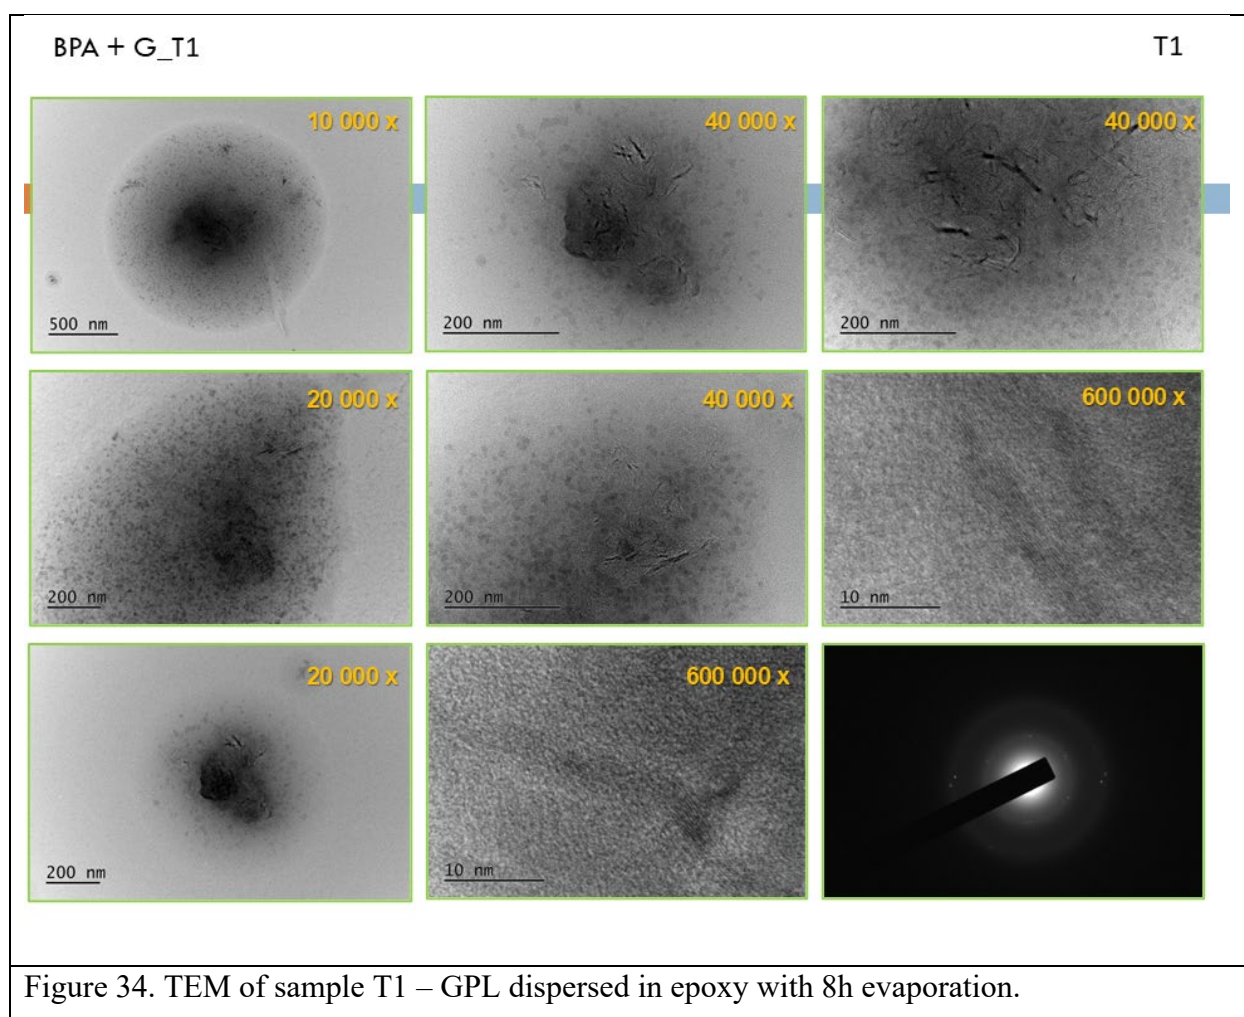 BPA + G_T1
T1
10 000 x
500 nm
40 000 x
200 nm
40 000 x
200 nm
20 000 x
200 nm
40 000 x
200 nm
600 000 x
10 nm
20 000 x
200 nm
600 000 x
10 nm
Figure 34. TEM of sample T1 – GPL dispersed in epoxy with 8h evaporation.